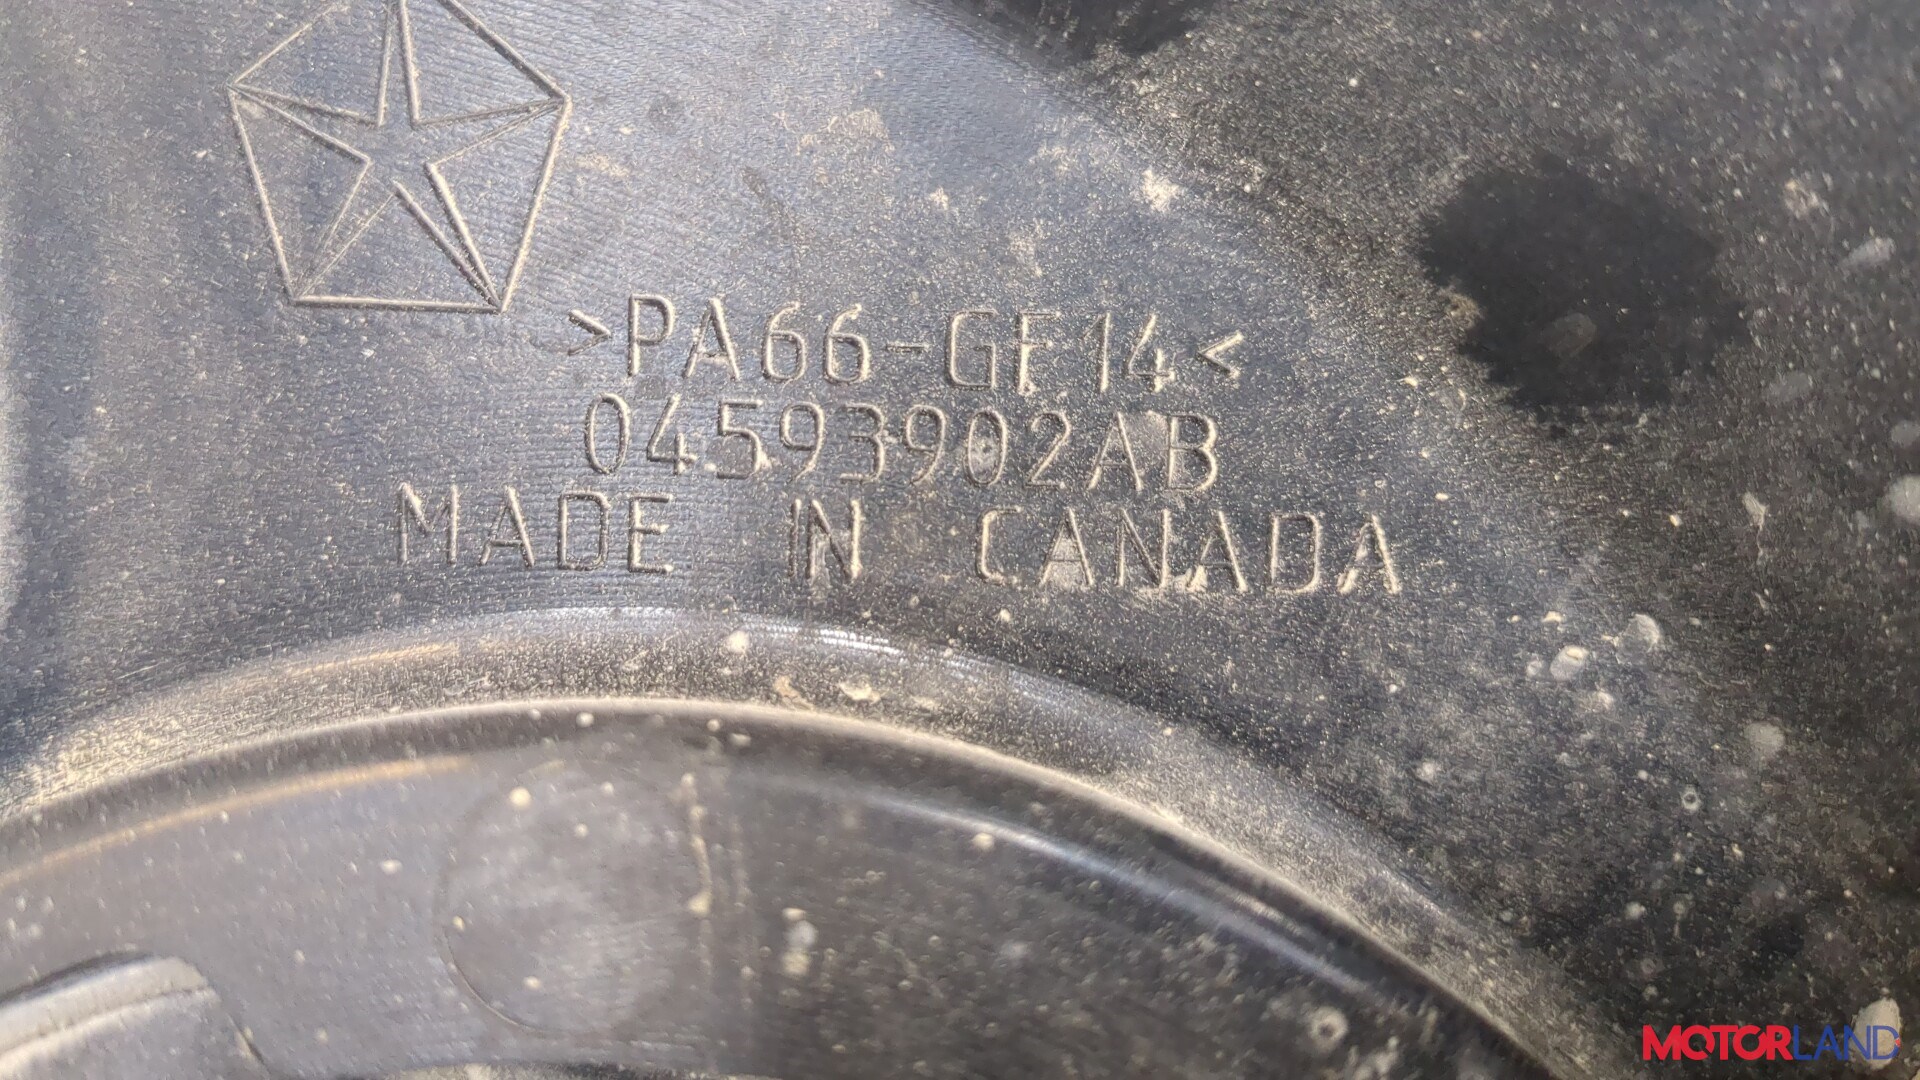 >PA66-GF14<
04593902AB
MADE IN CANADA
MOTORLAND